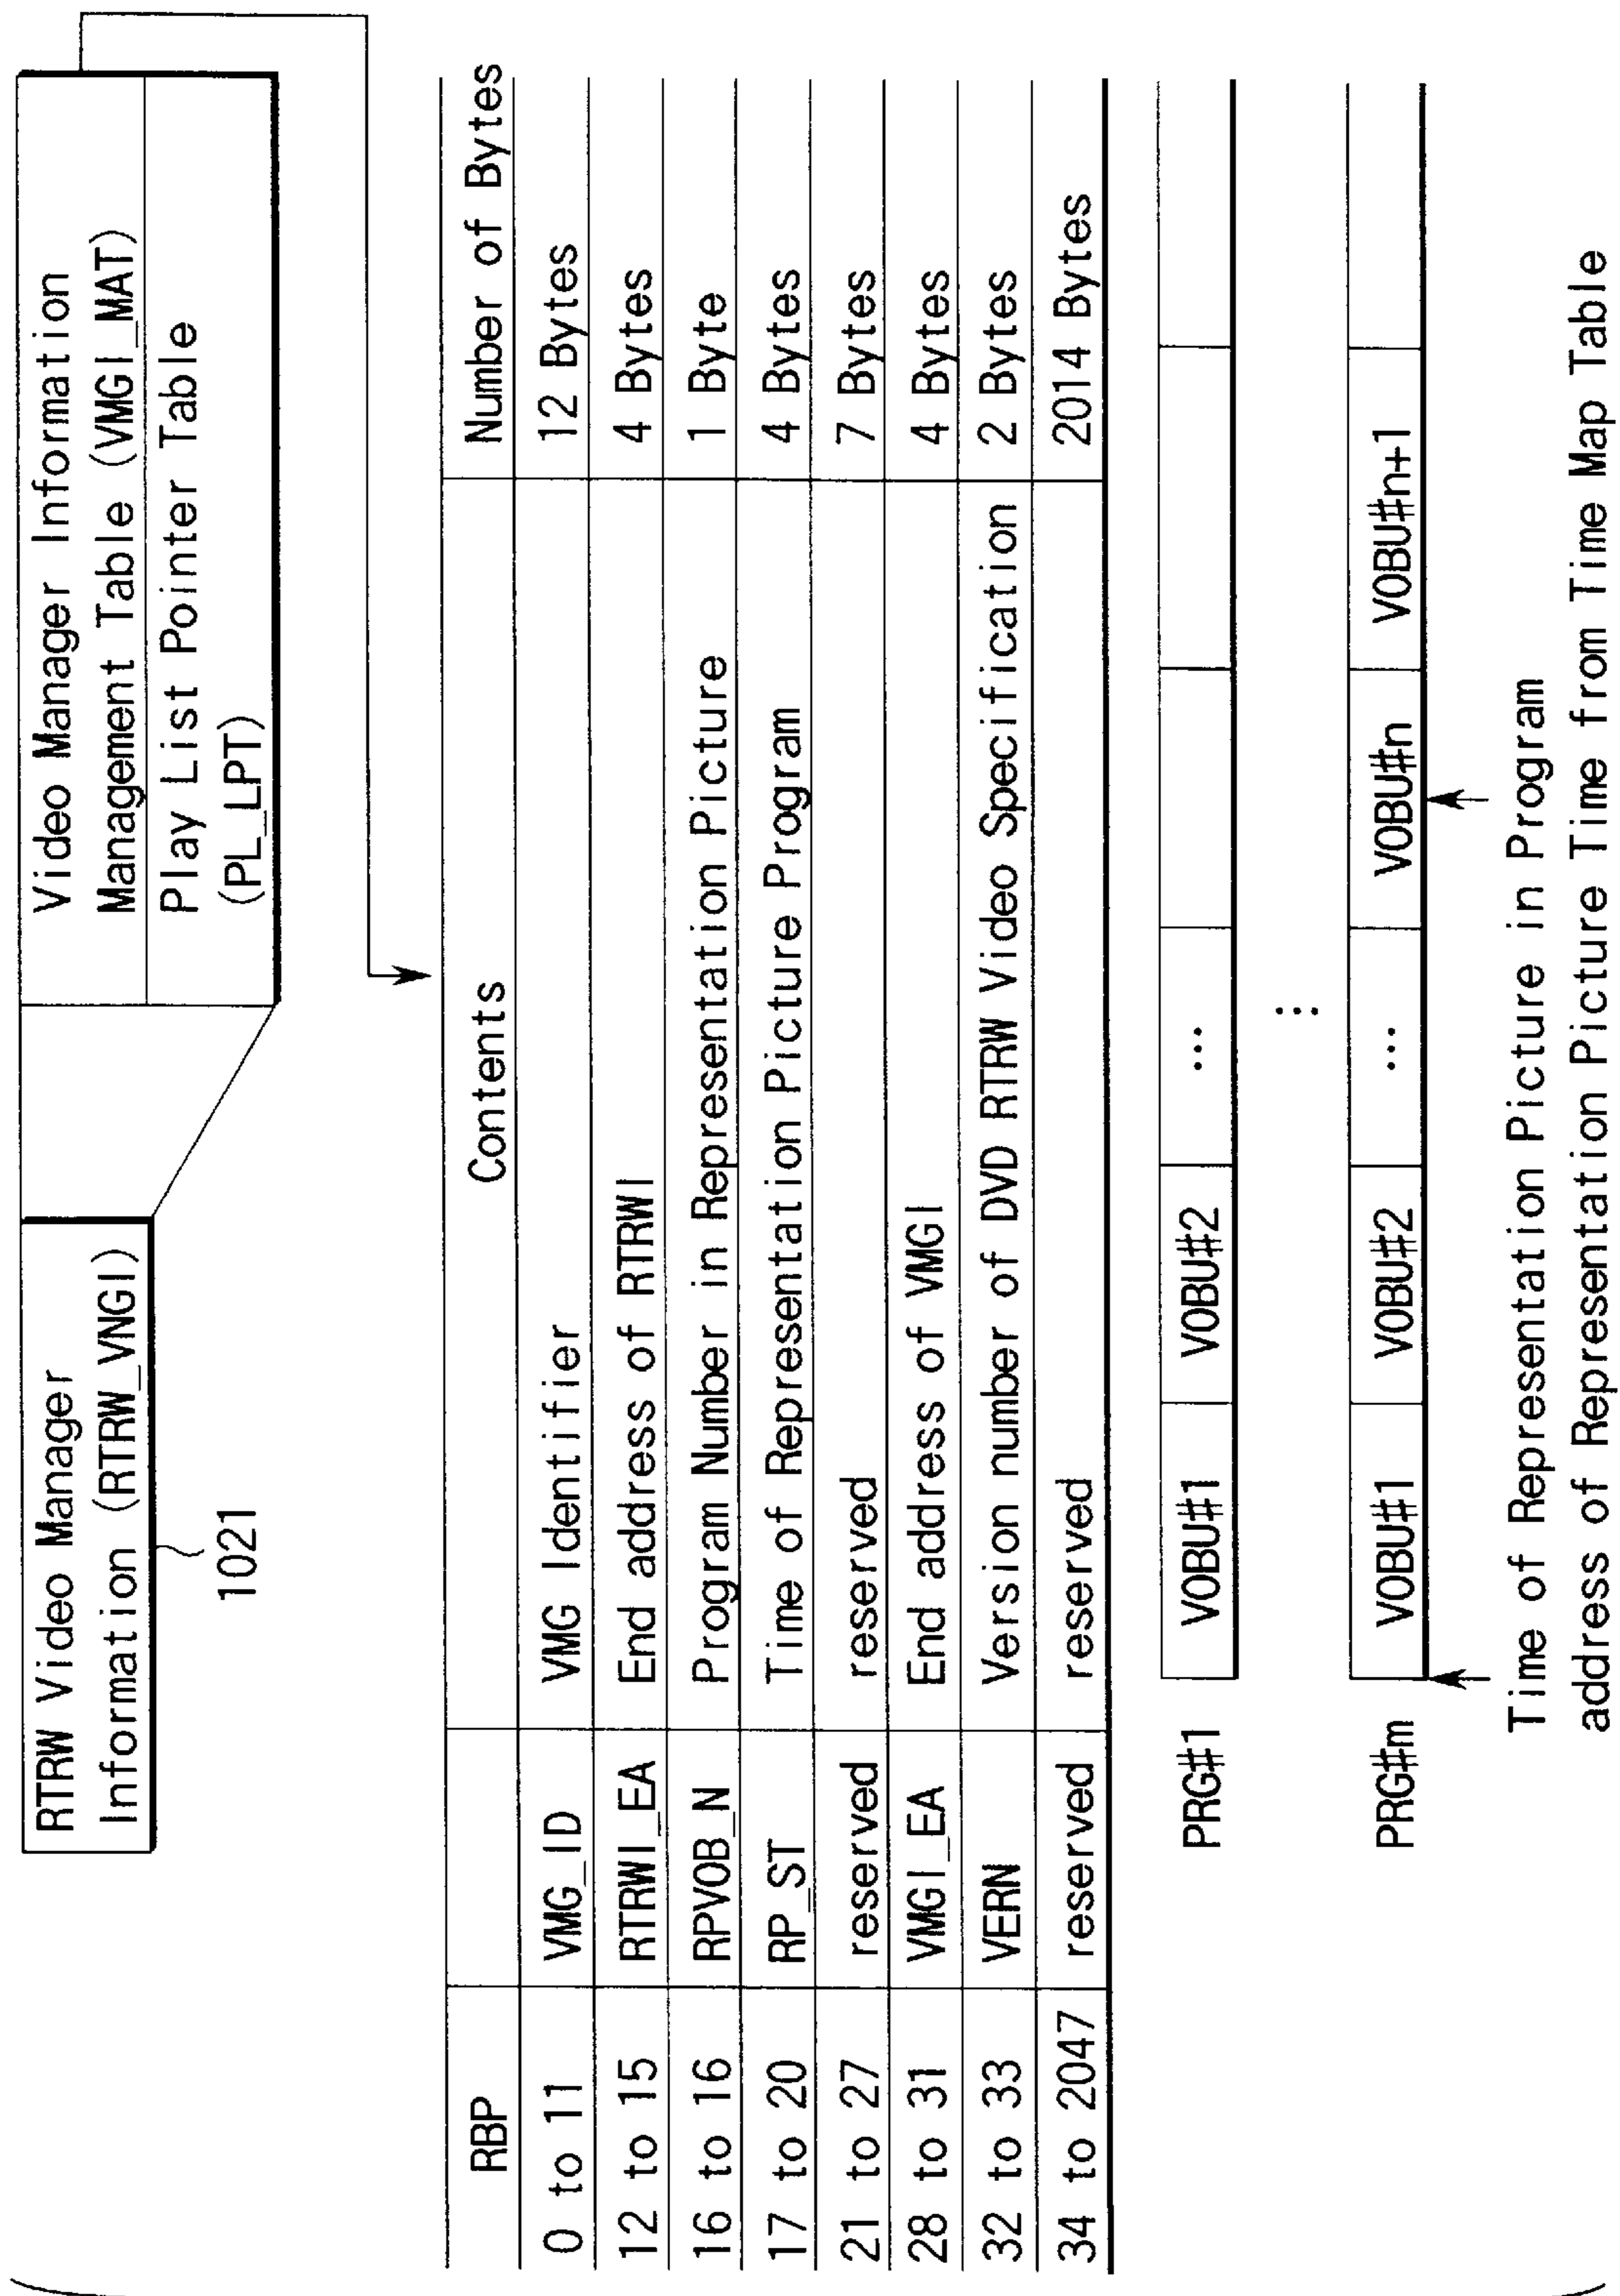 RTRW Video Manager
Information (RTRW_VNGI)
1021
Video Manager Information
Management Table (VMGI_MAT)
Play List Pointer Table
(PL_LPT)
RBP Contents Number of Bytes
0 to 11 VMG_ID VMG Identifier 12 Bytes
12 to 15 RTRWI_EA End address of RTRWI 4 Bytes
16 to 16 RPVOB_N Program Number in Representation Picture 1 Byte
17 to 20 RP_ST Time of Representation Picture Program 4 Bytes
21 to 27 reserved reserved 7 Bytes
28 to 31 VMGI_EA End address of VMGI 4 Bytes
32 to 33 VERN Version number of DVD RTRW Video Specification 2 Bytes
34 to 2047 reserved reserved 2014 Bytes
PRG#1 VOBU#1 VOBU#2 ...
⋮
PRG#m VOBU#1 VOBU#2 ... VOBU#n VOBU#n+1
Time of Representation Picture in Program
address of Representation Picture Time from Time Map Table